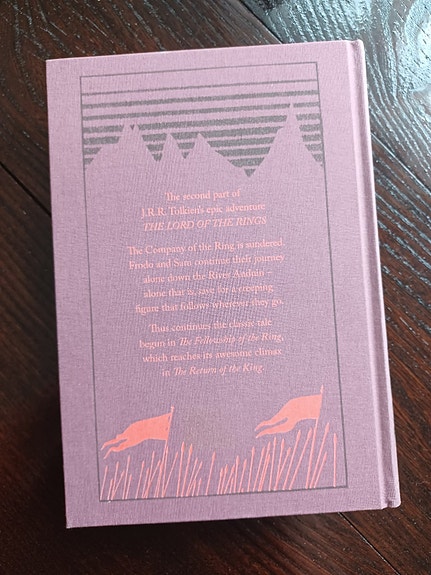 The second part of
J.R.R. Tolkien's epic adventure
THE LORD OF THE RINGS
The Company of the Ring is sundered.
Frodo and Sam continue their journey
alone down the River Anduin –
alone that is, save for a creeping
figure that follows wherever they go.
Thus continues the classic tale
begun in The Fellowship of the Ring,
which reaches its awesome climax
in The Return of the King.